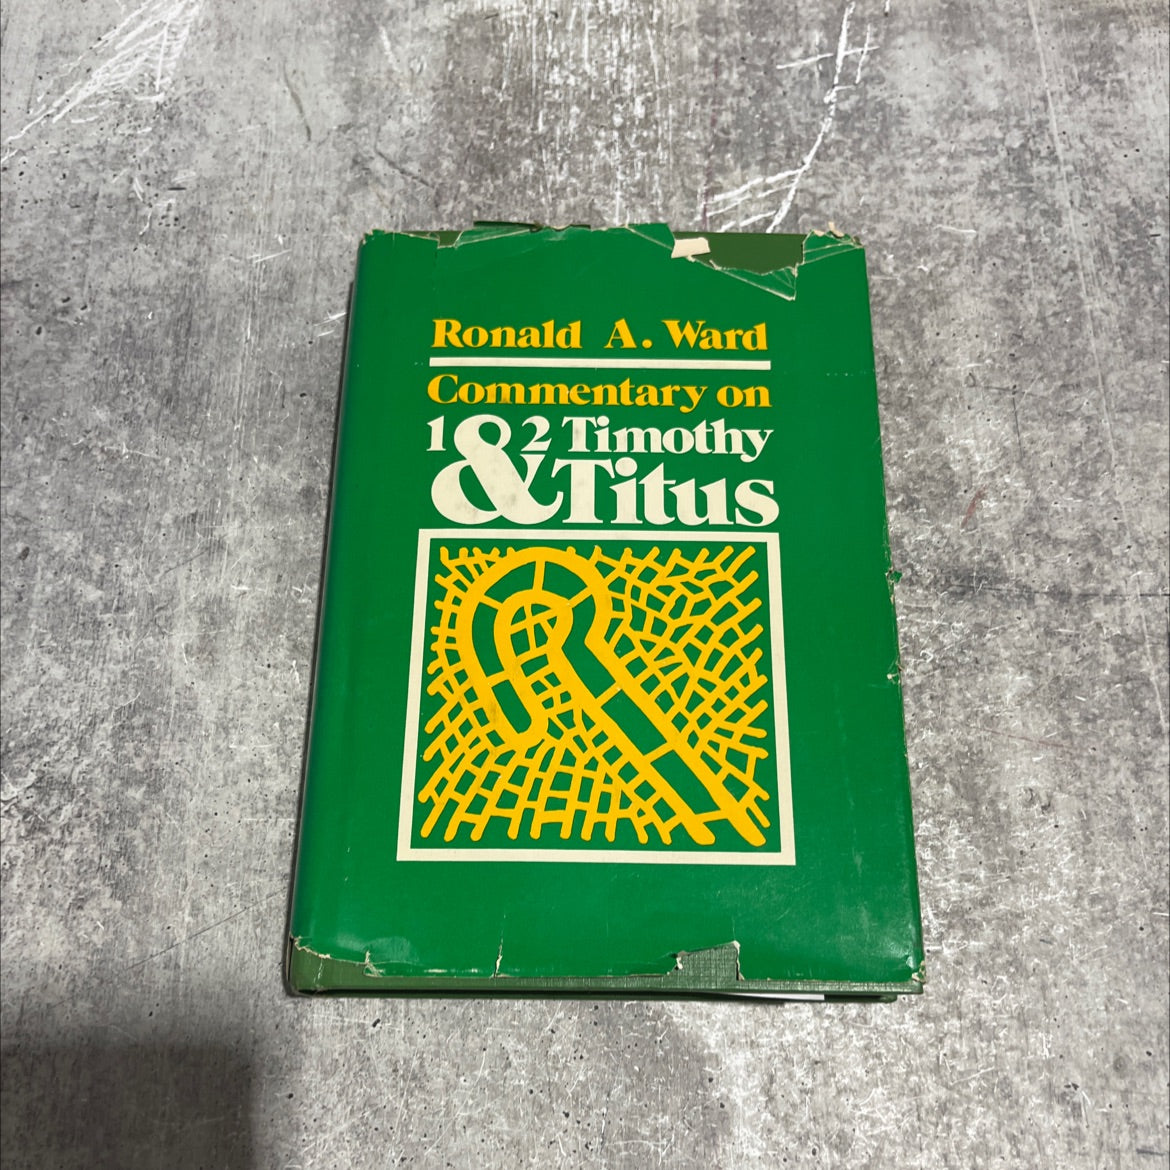 Ronald A. Ward
Commentary on
1 & 2 Timothy
& Titus